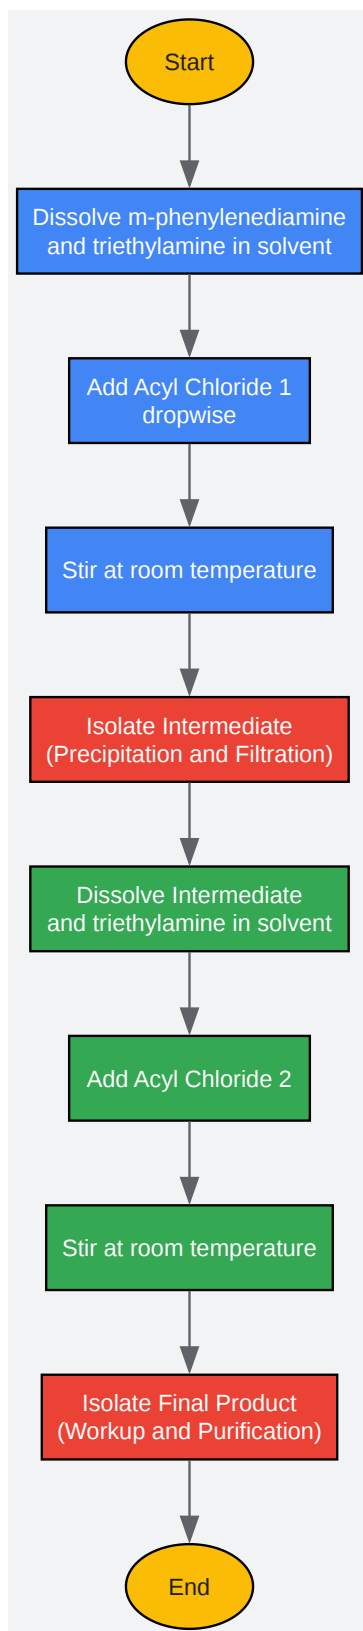 Start
Dissolve m-phenylenediamine
and triethylamine in solvent
Add Acyl Chloride 1
dropwise
Stir at room temperature
Isolate Intermediate
(Precipitation and Filtration)
Dissolve Intermediate
and triethylamine in solvent
Add Acyl Chloride 2
Stir at room temperature
Isolate Final Product
(Workup and Purification)
End